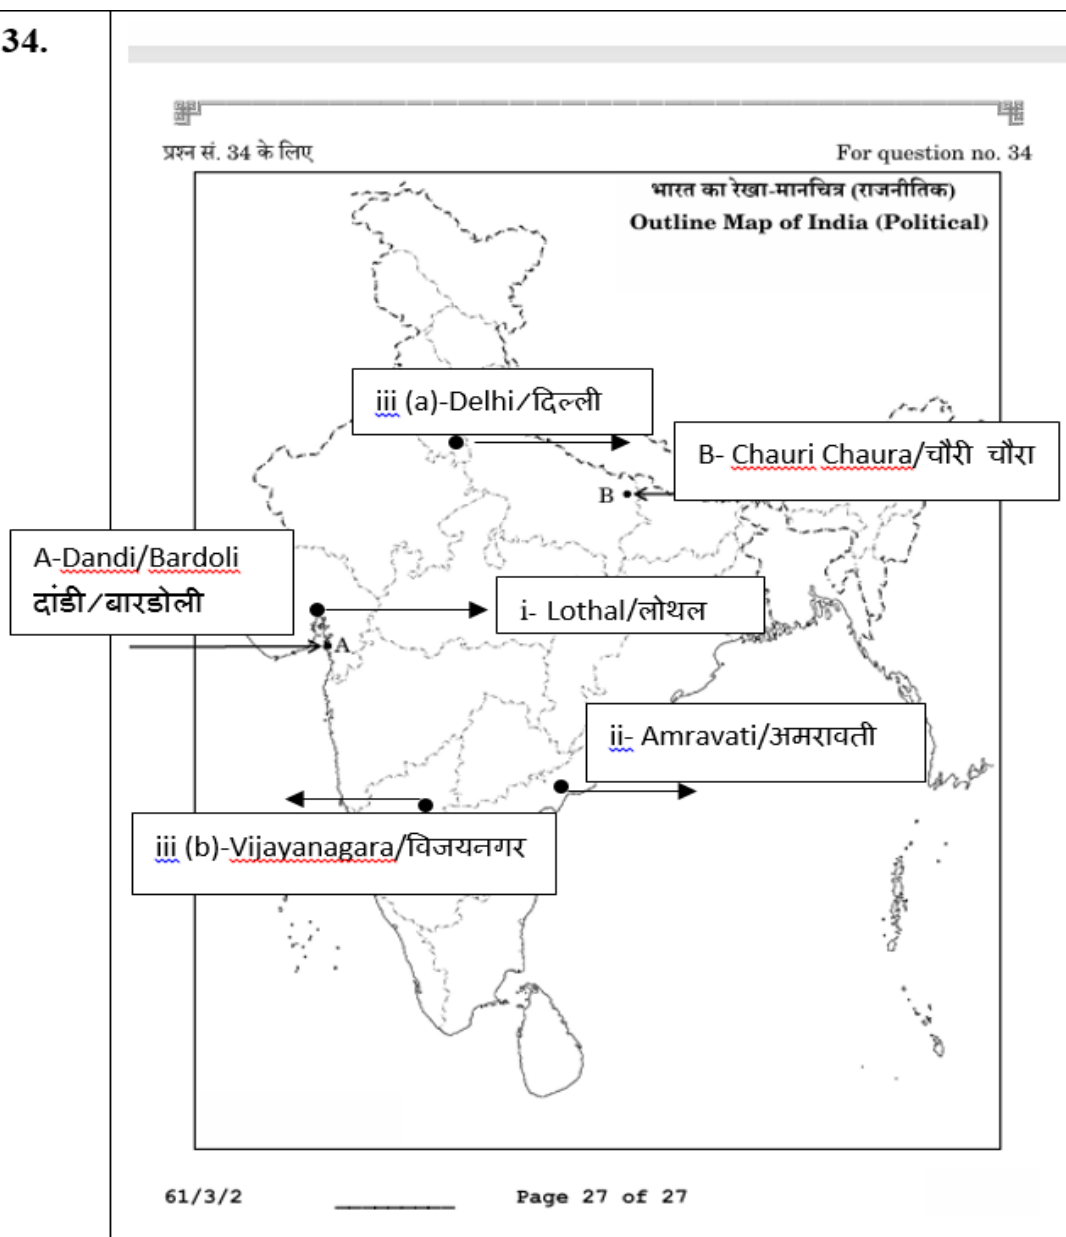 34.
प्रश्न सं. 34 के लिए
For question no. 34
भारत का रेखा-मानचित्र (राजनीतिक)
Outline Map of India (Political)
iii (a)-Delhi/दिल्ली
B- Chauri Chaura/चौरी चौरा
B
A-Dandi/Bardoli
दांडी/बारडोली
i- Lothal/लोथल
A
ii- Amravati/अमरावती
iii (b)-Vijayanagara/विजयनगर
61/3/2
Page 27 of 27